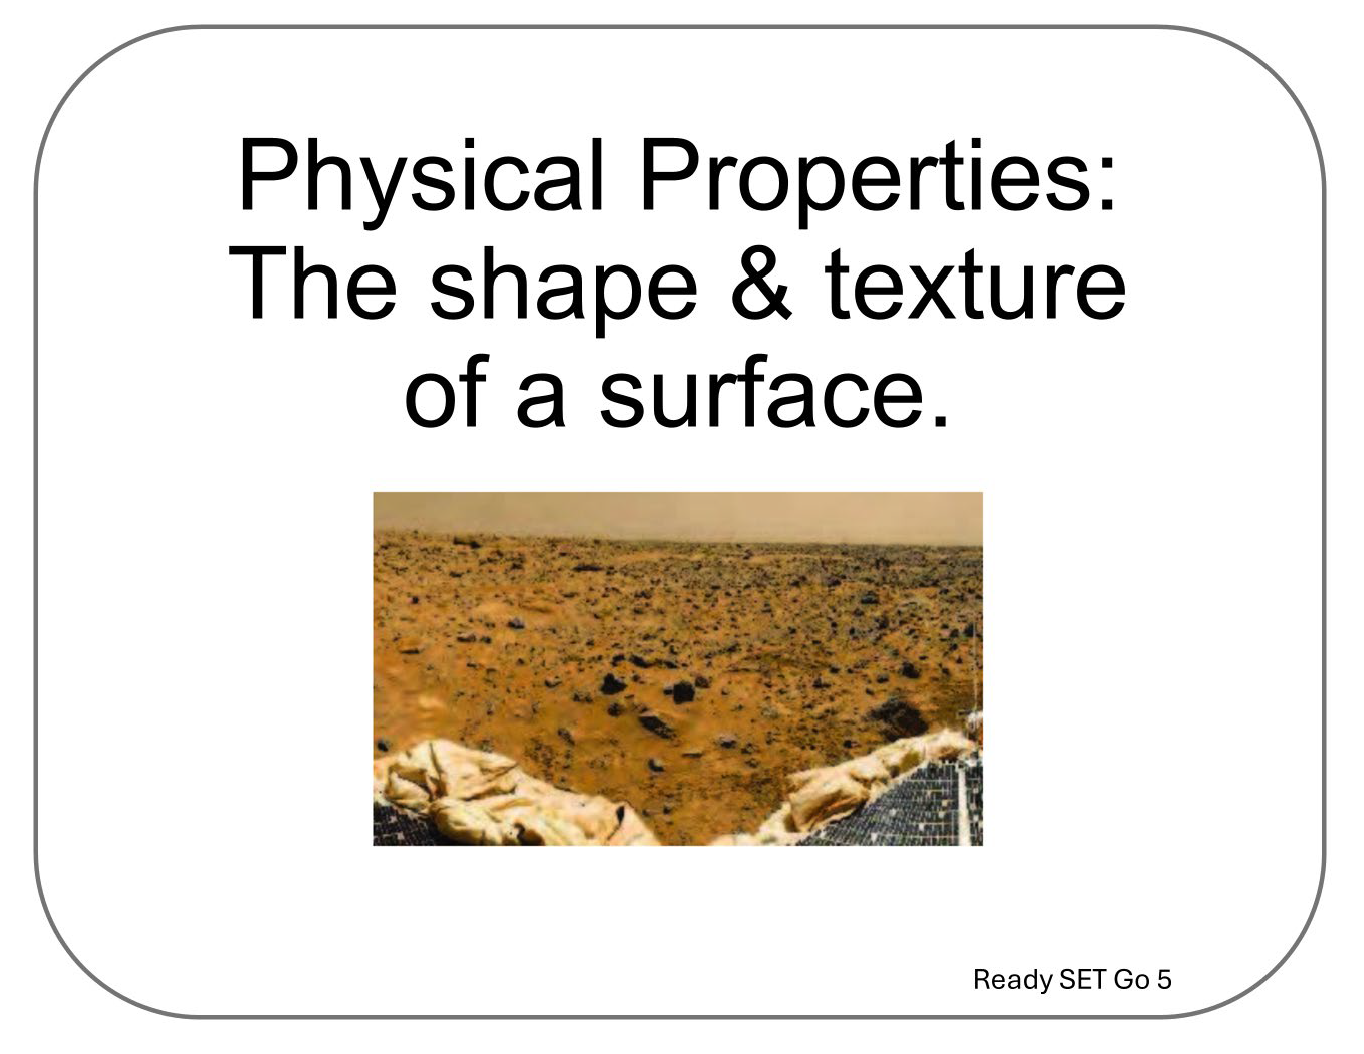 Physical Properties:
The shape & texture
of a surface.
Ready SET Go 5